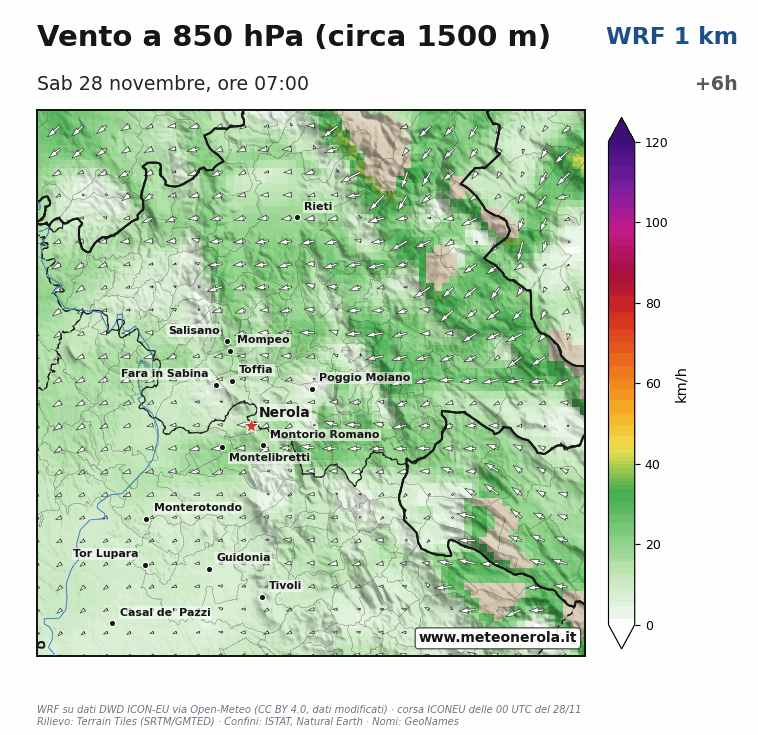 Vento a 850 hPa (circa 1500 m)
WRF 1 km
Sab 28 novembre, ore 07:00
+6h
Rieti
Salisano
Mompeo
Fara in Sabina
Toffia
Poggio Moiano
Nerola
Montorio Romano
Montelibretti
Monterotondo
Tor Lupara
Guidonia
Tivoli
Casal de' Pazzi
www.meteonerola.it
120
100
80
60
40
20
0
km/h
WRF su dati DWD ICON-EU via Open-Meteo (CC BY 4.0, dati modificati) · corsa ICONEU delle 00 UTC del 28/11
Rilievo: Terrain Tiles (SRTM/GMTED) · Confini: ISTAT, Natural Earth · Nomi: GeoNames